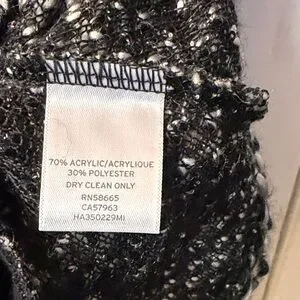 70% ACRYLIC/ACRYLIQUE
30% POLYESTER
DRY CLEAN ONLY
RN58665
CA57963
HA350229MI